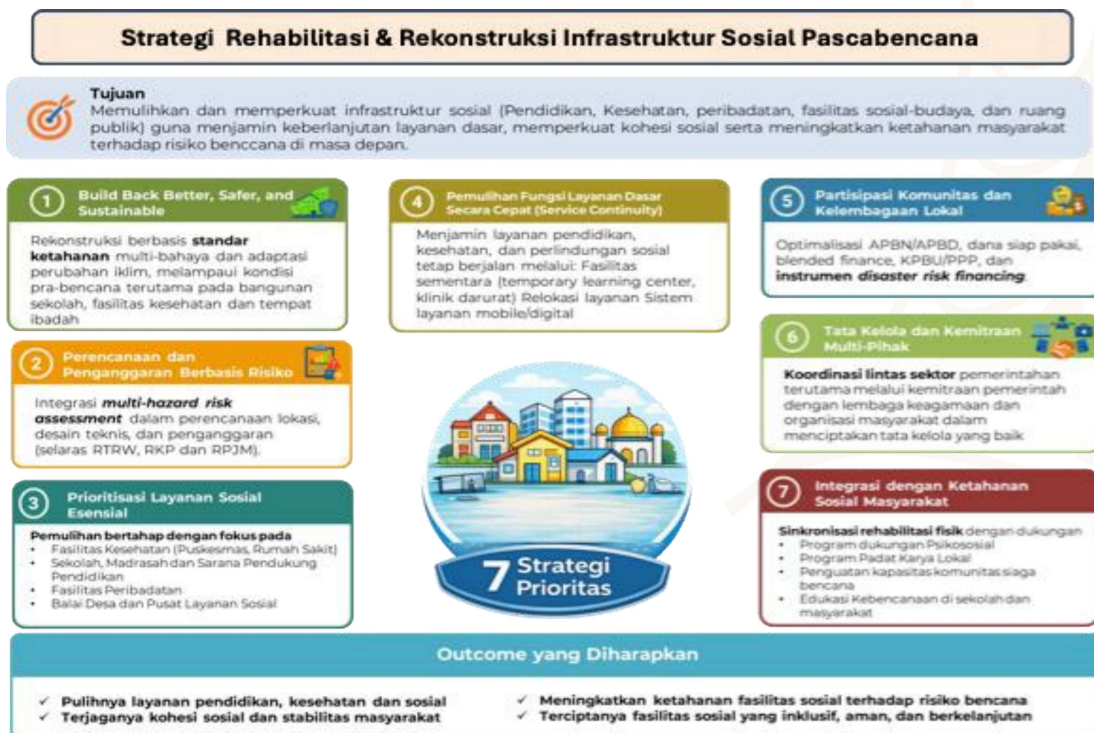 Strategi Rehabilitasi & Rekonstruksi Infrastruktur Sosial Pascabencana
Tujuan
Memulihkan dan memperkuat infrastruktur sosial (Pendidikan, Kesehatan, peribadatan, fasilitas sosial-budaya, dan ruang
publik) guna menjamin keberlanjutan layanan dasar, memperkuat kohesi sosial serta meningkatkan ketahanan masyarakat
terhadap risiko benccana di masa depan.
1
Build Back Better, Safer, and
Sustainable
Rekonstruksi berbasis standar
ketahanan multi-bahaya dan adaptasi
perubahan iklim, melampaui kondisi
pra-bencana terutama pada bangunan
sekolah, fasilitas kesehatan dan tempat
ibadah
2
Perencanaan dan
Penganggaran Berbasis Risiko
Integrasi multi-hazard risk
assessment dalam perencanaan lokasi,
desain teknis, dan penganggaran
(selaras RTRW, RKP dan RPJM).
3
Prioritisasi Layanan Sosial
Esensial
Pemulihan bertahap dengan fokus pada
• Fasilitas Kesehatan (Puskesmas, Rumah Sakit)
• Sekolah, Madrasah dan Sarana Pendukung
Pendidikan
• Fasilitas Peribadatan
• Balai Desa dan Pusat Layanan Sosial
4
Pemulihan Fungsi Layanan Dasar
Secara Cepat (Service Continuity)
Menjamin layanan pendidikan,
kesehatan, dan perlindungan sosial
tetap berjalan melalui: Fasilitas
sementara (temporary learning center,
klinik darurat) Relokasi layanan Sistem
layanan mobile/digital
7 Strategi
Prioritas
5
Partisipasi Komunitas dan
Kelembagaan Lokal
Optimalisasi APBN/APBD, dana siap pakai,
blended finance, KPBU/PPP, dan
instrumen disaster risk financing.
6
Tata Kelola dan Kemitraan
Multi-Pihak
Koordinasi lintas sektor pemerintahan
terutama melalui kemitraan pemerintah
dengan lembaga keagamaan dan
organisasi masyarakat dalam
menciptakan tata kelola yang baik
7
Integrasi dengan Ketahanan
Sosial Masyarakat
Sinkronisasi rehabilitasi fisik dengan dukungan
• Program dukungan Psikososial
• Program Padat Karya Lokal
• Penguatan kapasitas komunitas siaga
bencana
• Edukasi Kebencanaan di sekolah dan
masyarakat
Outcome yang Diharapkan
✓ Pulihnya layanan pendidikan, kesehatan dan sosial
✓ Terjaganya kohesi sosial dan stabilitas masyarakat
✓ Meningkatkan ketahanan fasilitas sosial terhadap risiko bencana
✓ Terciptanya fasilitas sosial yang inklusif, aman, dan berkelanjutan